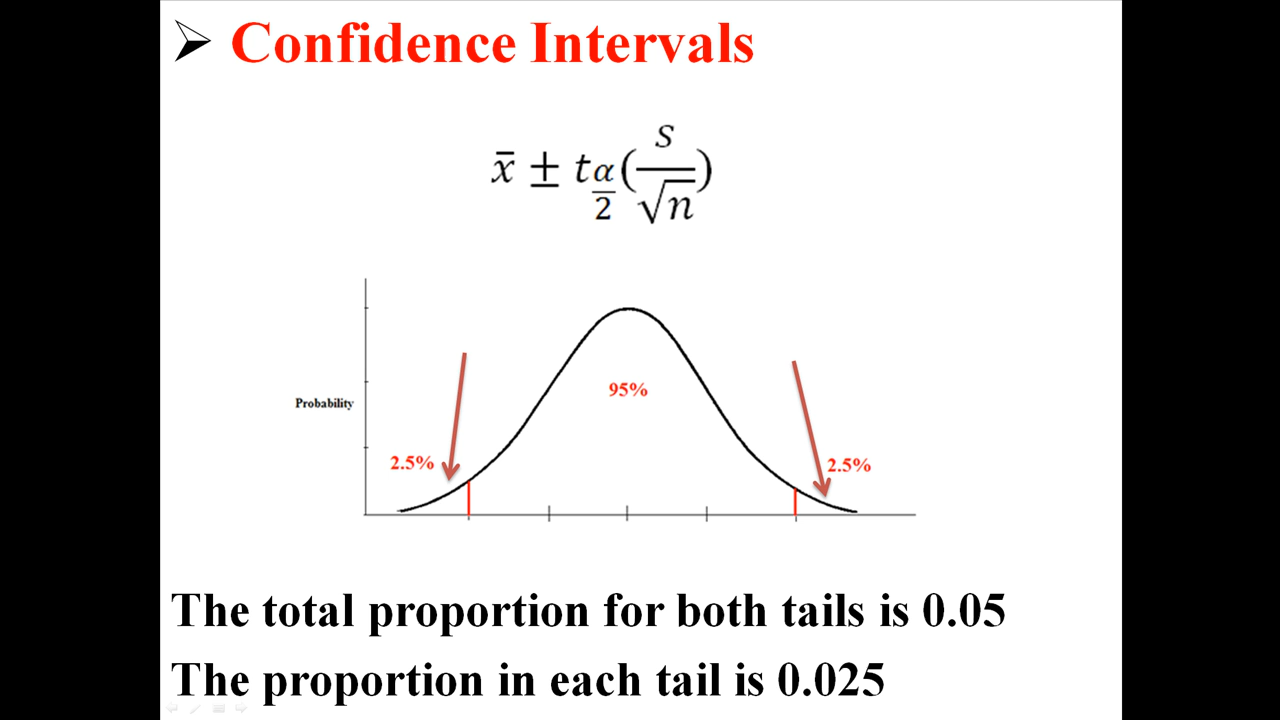 Confidence Intervals
x̄ ± t α/2 (s/√n)
95%
Probability
2.5%
2.5%
The total proportion for both tails is 0.05
The proportion in each tail is 0.025